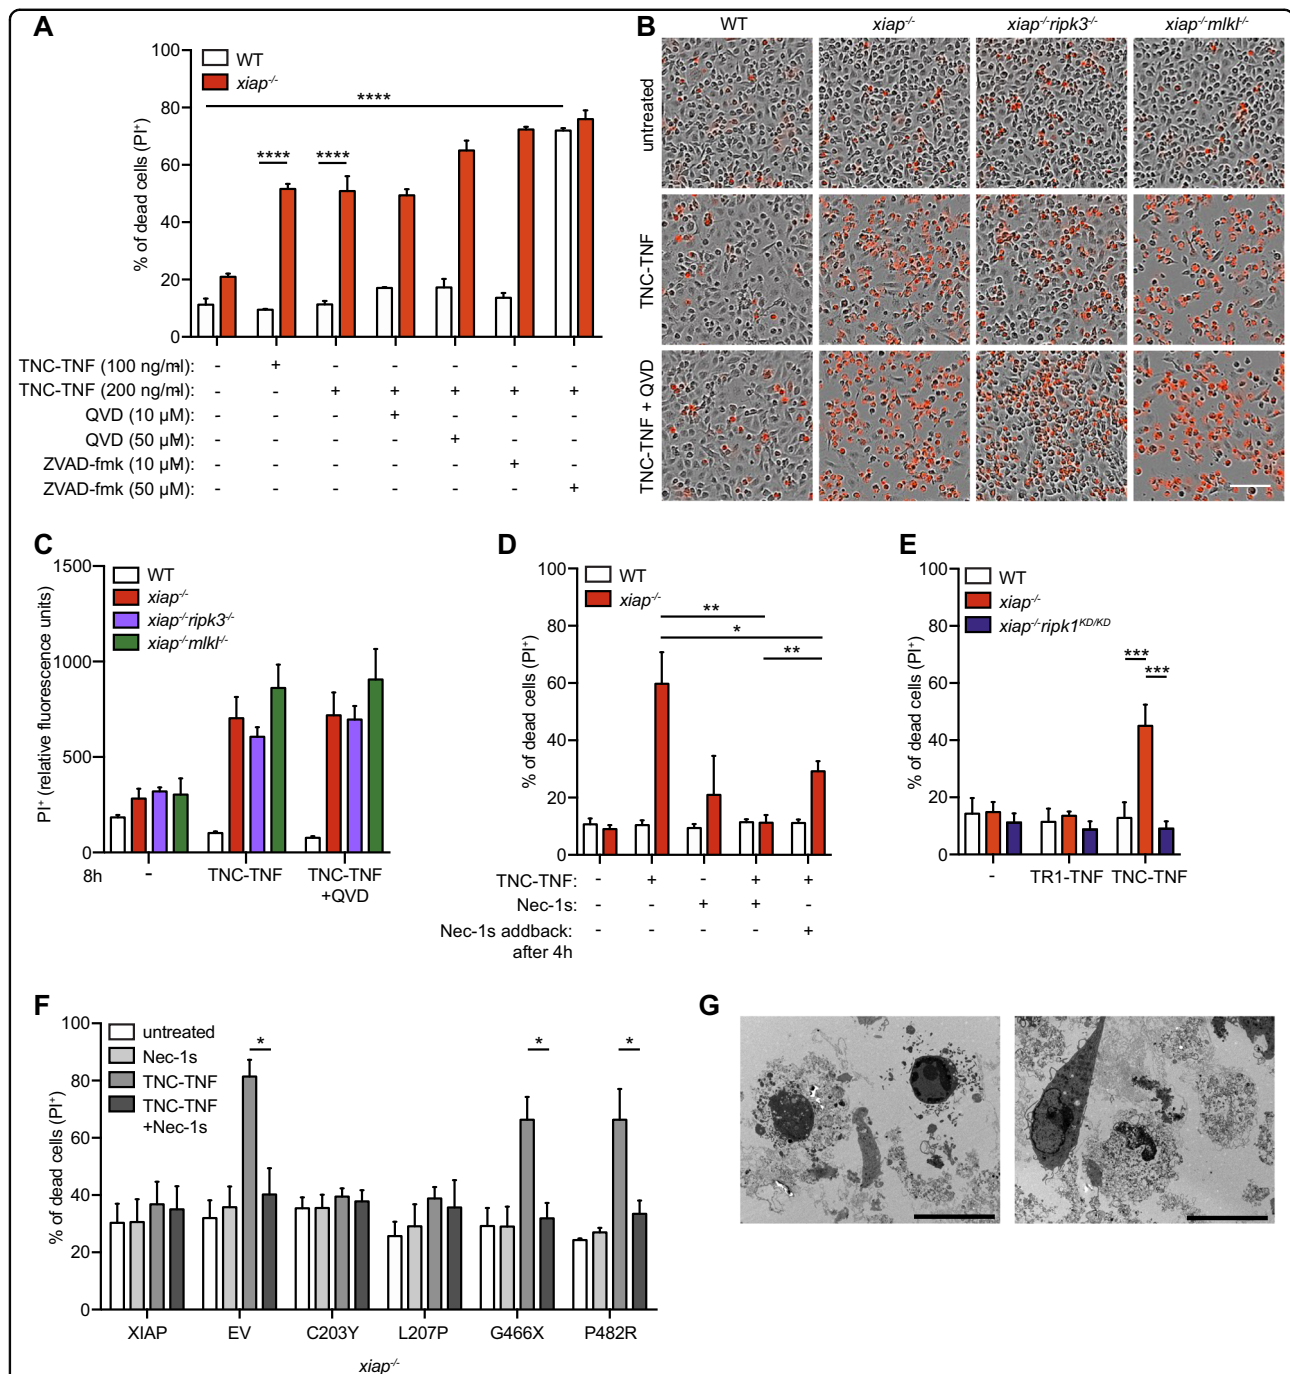 A
100
80
60
40
20
0
% of dead cells (PI⁺)
WT
xiap⁻/⁻
****
****
****
TNC-TNF (100 ng/ml): - + - - - - -
TNC-TNF (200 ng/ml): - - + + + + +
QVD (10 µM): - - - + - - -
QVD (50 µM): - - - - + - -
ZVAD-fmk (10 µM): - - - - - + -
ZVAD-fmk (50 µM): - - - - - - +
B
WT xiap⁻/⁻ xiap⁻/⁻ripk3⁻/⁻ xiap⁻/⁻mlkl⁻/⁻
untreated
TNC-TNF
TNC-TNF + QVD
C
1500
1000
500
0
PI⁺ (relative fluorescence units)
WT
xiap⁻/⁻
xiap⁻/⁻ripk3⁻/⁻
xiap⁻/⁻mlkl⁻/⁻
8h - TNC-TNF TNC-TNF
+QVD
D
100
80
60
40
20
0
% of dead cells (PI⁺)
WT
xiap⁻/⁻
**
*
**
TNC-TNF: - + - + +
Nec-1s: - - + + -
Nec-1s addback: - - - - +
after 4h
E
100
80
60
40
20
0
% of dead cells (PI⁺)
WT
xiap⁻/⁻
xiap⁻/⁻ripk1ᴷᴰ/ᴷᴰ
***
***
- TR1-TNF TNC-TNF
F
100
80
60
40
20
0
% of dead cells (PI⁺)
untreated
Nec-1s
TNC-TNF
TNC-TNF
+Nec-1s
* * *
XIAP EV C203Y L207P G466X P482R
xiap⁻/⁻
G